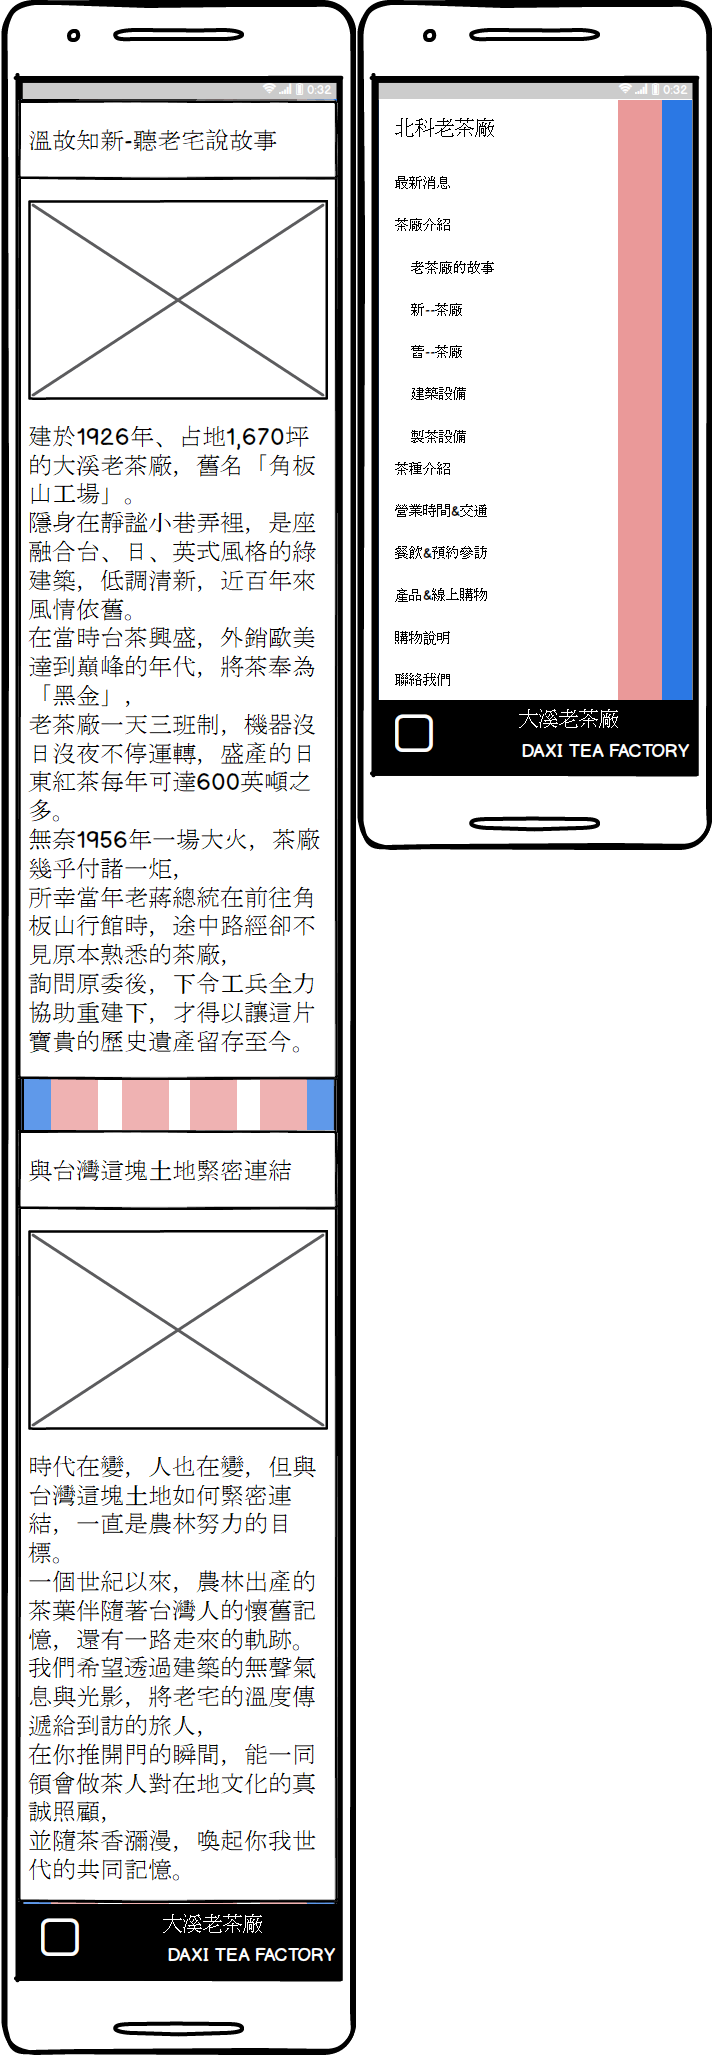 0:32
溫故知新-聽老宅說故事
建於1926年、占地1,670坪
的大溪老茶廠，舊名「角板
山工場」。
隱身在靜謐小巷弄裡，是座
融合台、日、英式風格的綠
建築，低調清新，近百年來
風情依舊。
在當時台茶興盛，外銷歐美
達到巔峰的年代，將茶奉為
「黑金」，
老茶廠一天三班制，機器沒
日沒夜不停運轉，盛產的日
東紅茶每年可達600英噸之
多。
無奈1956年一場大火，茶廠
幾乎付諸一炬，
所幸當年老蔣總統在前往角
板山行館時，途中路經卻不
見原本熟悉的茶廠，
詢問原委後，下令工兵全力
協助重建下，才得以讓這片
寶貴的歷史遺產留存至今。
與台灣這塊土地緊密連結
時代在變，人也在變，但與
台灣這塊土地如何緊密連
結，一直是農林努力的目
標。
一個世紀以來，農林出產的
茶葉伴隨著台灣人的懷舊記
憶，還有一路走來的軌跡。
我們希望透過建築的無聲氣
息與光影，將老宅的溫度傳
遞給到訪的旅人，
在你推開門的瞬間，能一同
領會做茶人對在地文化的真
誠照顧，
並隨茶香瀰漫，喚起你我世
代的共同記憶。
大溪老茶廠
DAXI TEA FACTORY
0:32
北科老茶廠
最新消息
茶廠介紹
老茶廠的故事
新--茶廠
舊--茶廠
建築設備
製茶設備
茶種介紹
營業時間&交通
餐飲&預約參訪
產品&線上購物
購物說明
聯絡我們
大溪老茶廠
DAXI TEA FACTORY